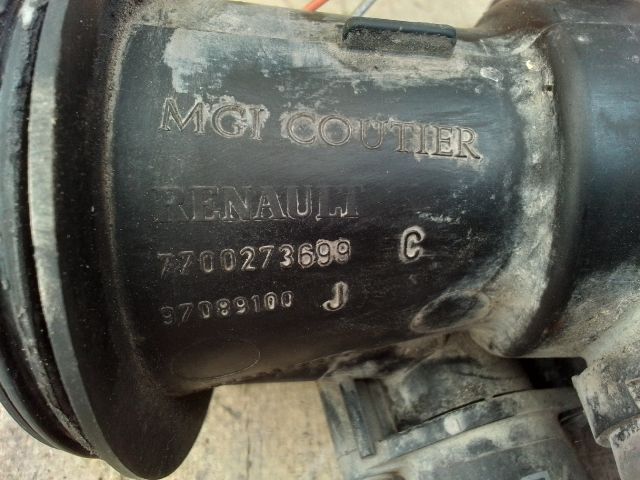 MGI COUTIER
RENAULT
7700273699 C
97089100 J